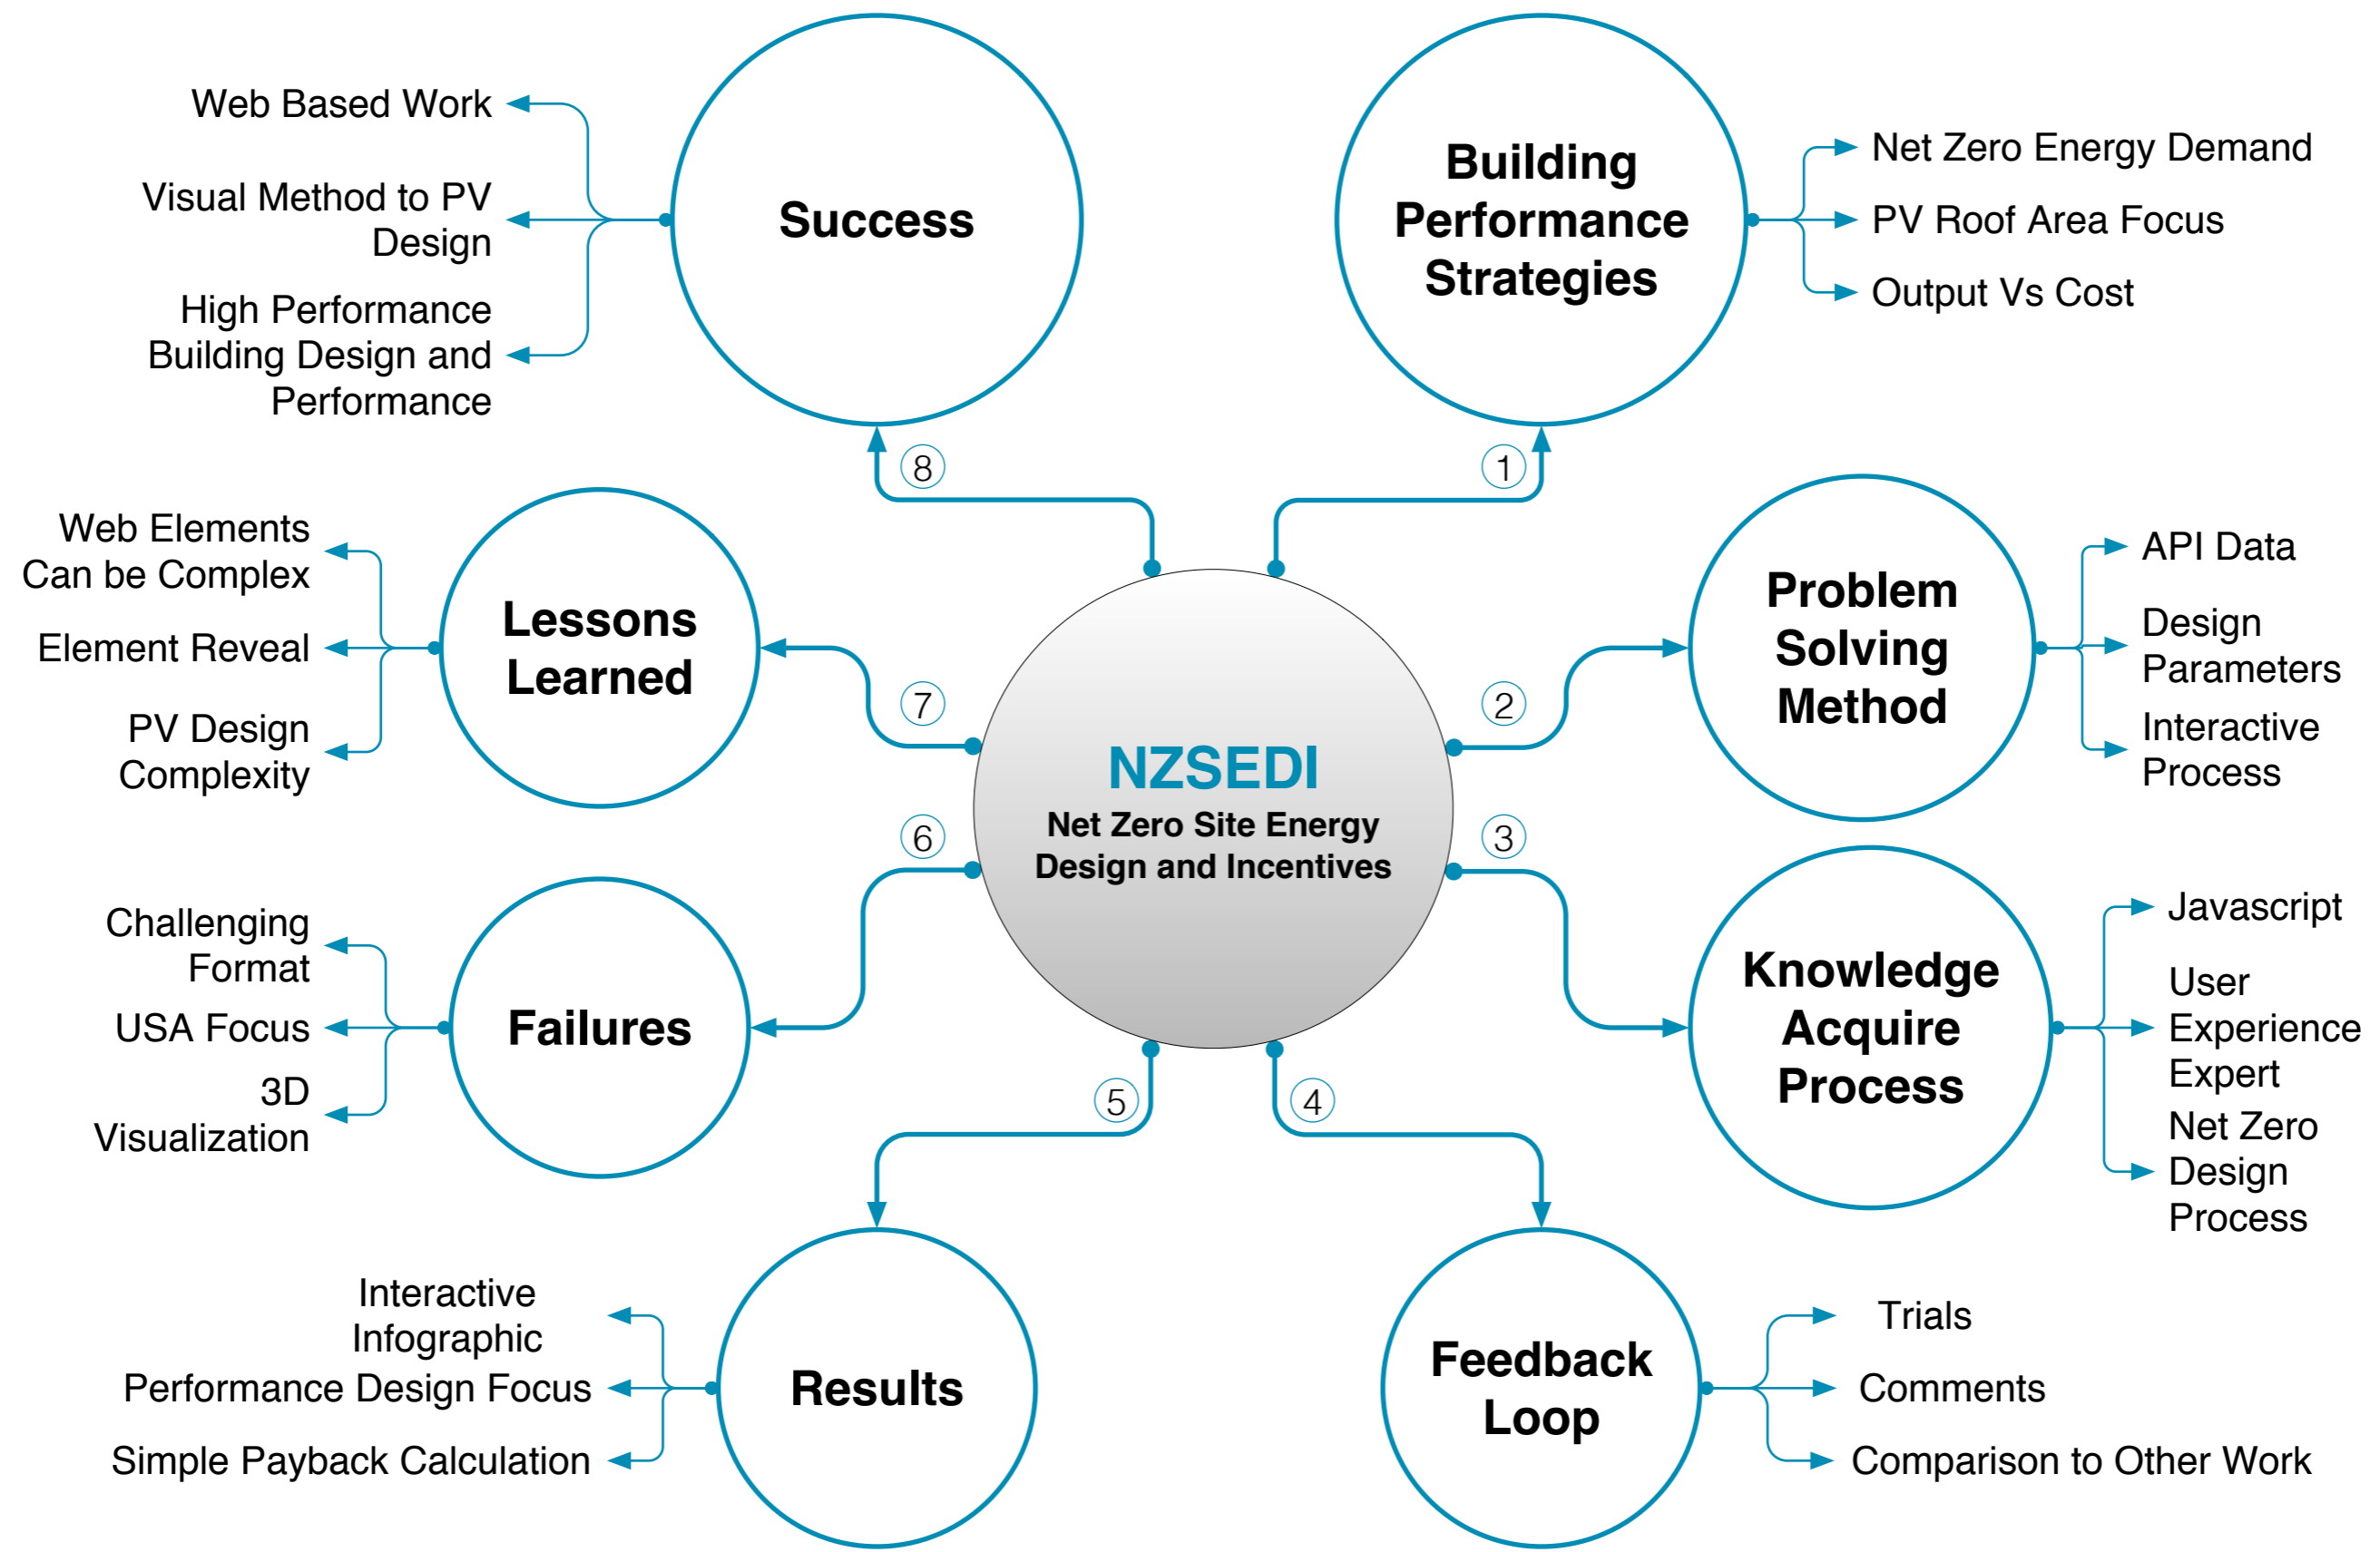 NZSEDI
Net Zero Site Energy
Design and Incentives
1
Building
Performance
Strategies
Net Zero Energy Demand
PV Roof Area Focus
Output Vs Cost
2
Problem
Solving
Method
API Data
Design
Parameters
Interactive
Process
3
Knowledge
Acquire
Process
Javascript
User
Experience
Expert
Net Zero
Design
Process
4
Feedback
Loop
Trials
Comments
Comparison to Other Work
5
Results
Interactive
Infographic
Performance Design Focus
Simple Payback Calculation
6
Failures
Challenging
Format
USA Focus
3D
Visualization
7
Lessons
Learned
Web Elements
Can be Complex
Element Reveal
PV Design
Complexity
8
Success
Web Based Work
Visual Method to PV
Design
High Performance
Building Design and
Performance